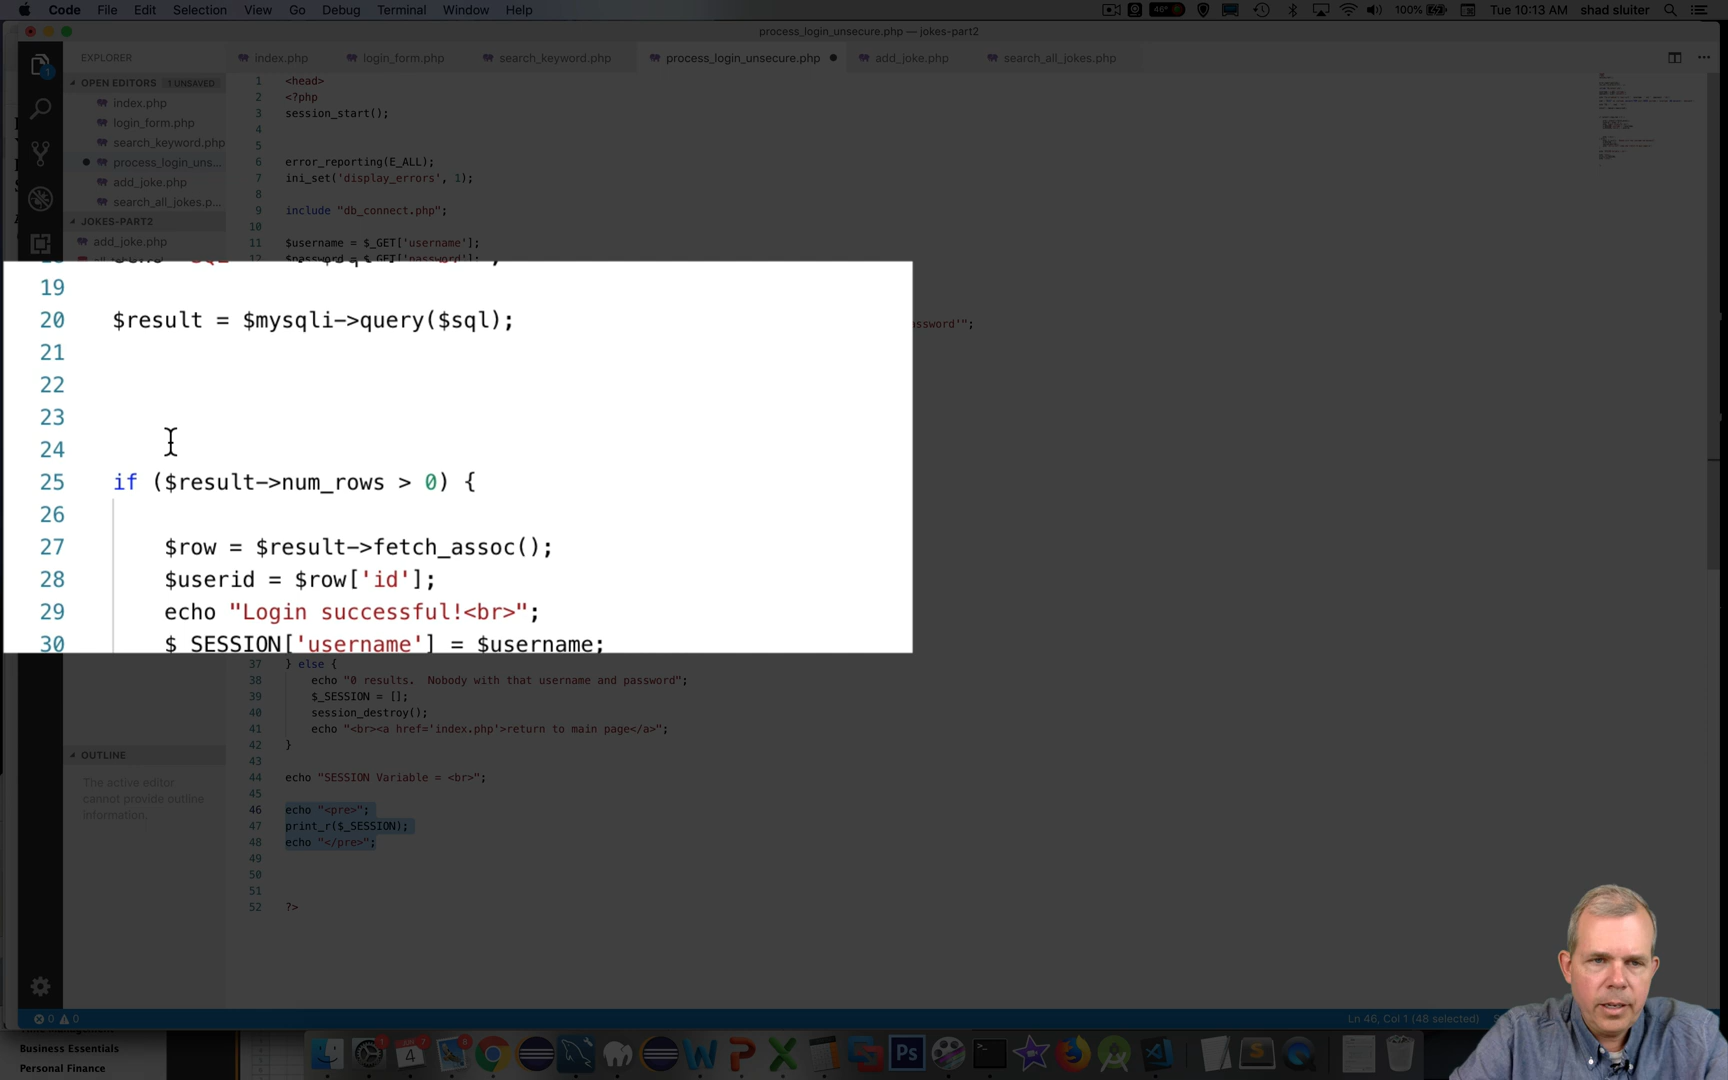 Code File Edit Selection View Go Debug Terminal Window Help
46° 100% Tue 10:13 AM shad sluiter
process_login_unsecure.php — jokes-part2
EXPLORER
index.php login_form.php search_keyword.php process_login_unsecure.php add_joke.php search_all_jokes.php
OPEN EDITORS 1 UNSAVED
index.php
login_form.php
search_keyword.php
process_login_uns...
add_joke.php
search_all_jokes.p...
JOKES-PART2
add_joke.php
1 <head>
2 <?php
3 session_start();
4
5
6 error_reporting(E_ALL);
7 ini_set('display_errors', 1);
8
9 include "db_connect.php";
10
11 $username = $_GET['username'];
12 $password = $_GET['password'];
assword'";
19
20 $result = $mysqli->query($sql);
21
22
23
24
25 if ($result->num_rows > 0) {
26
27 $row = $result->fetch_assoc();
28 $userid = $row['id'];
29 echo "Login successful!<br>";
30 $_SESSION['username'] = $username;
37 } else {
38 echo "0 results. Nobody with that username and password";
39 $_SESSION = [];
40 session_destroy();
41 echo "<br><a href='index.php'>return to main page</a>";
42 }
43
44 echo "SESSION Variable = <br>";
45
46 echo "<pre>";
47 print_r($_SESSION);
48 echo "</pre>";
49
50
51
52 ?>
OUTLINE
The active editor
cannot provide outline
information.
0 0
Ln 46, Col 1 (48 selected)
Business Essentials
Personal Finance